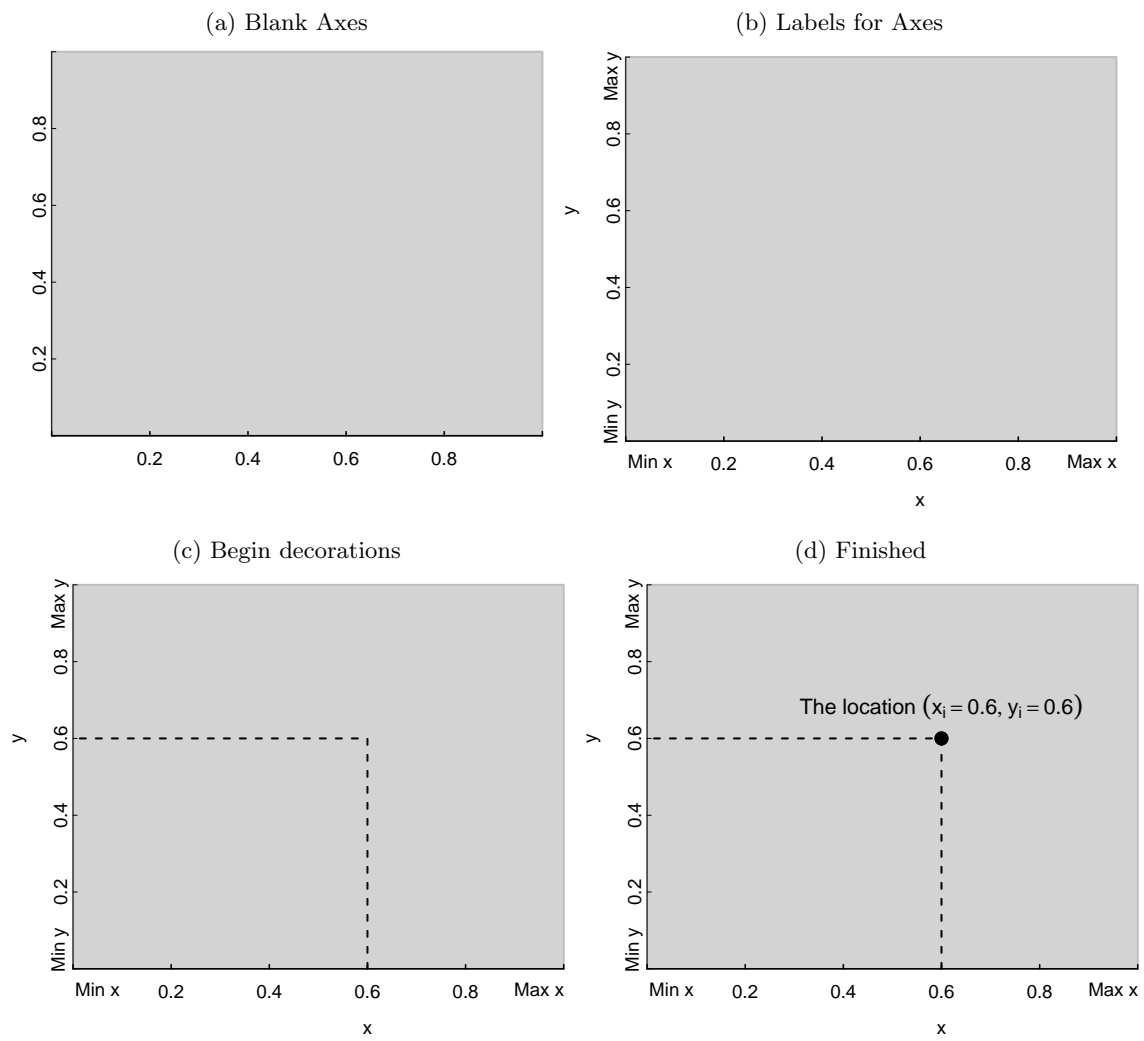 (a) Blank Axes
0.8
0.6
0.4
0.2
0.2 0.4 0.6 0.8
(b) Labels for Axes
Max y
0.8
0.6
0.4
0.2
Min y
y
Min x 0.2 0.4 0.6 0.8 Max x
x
(c) Begin decorations
Max y
0.8
0.6
0.4
0.2
Min y
y
Min x 0.2 0.4 0.6 0.8 Max x
x
(d) Finished
Max y
0.8
0.6
0.4
0.2
Min y
y
The location (xᵢ = 0.6, yᵢ = 0.6)
Min x 0.2 0.4 0.6 0.8 Max x
x